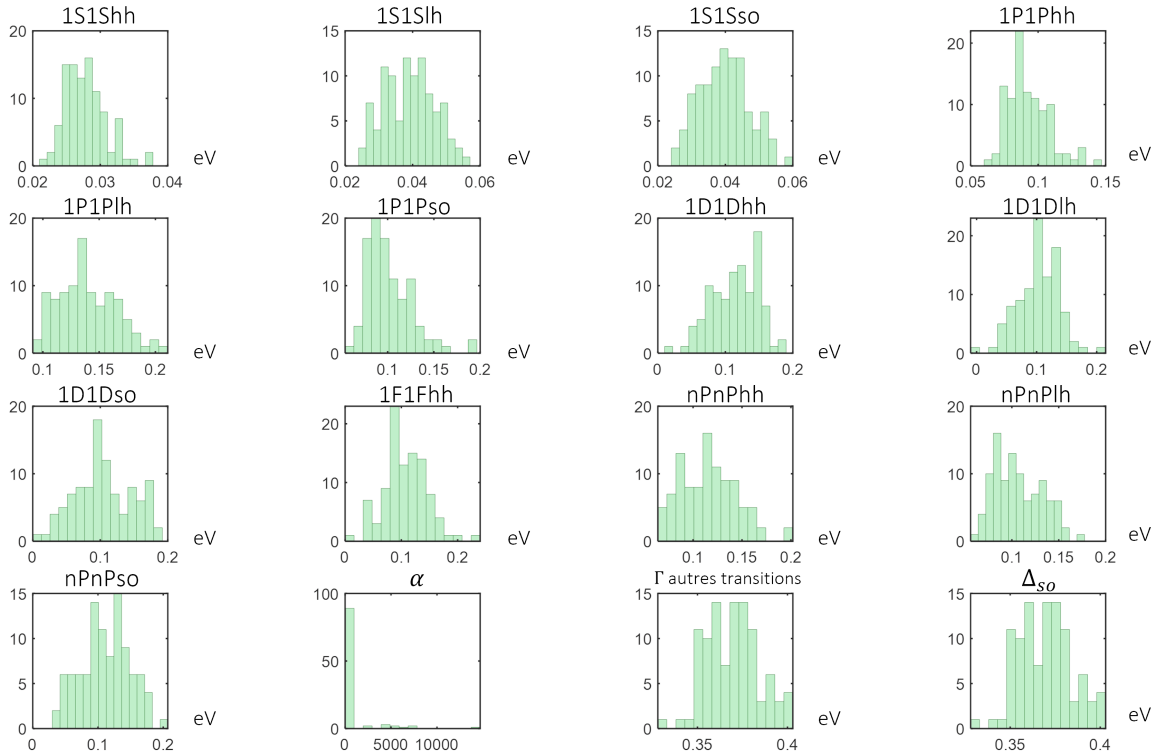 1S1Shh
1S1Slh
1S1Sso
1P1Phh
20
10
0
0.02 0.03 0.04
eV
15
10
5
0
0.02 0.04 0.06
eV
15
10
5
0
0.02 0.04 0.06
eV
20
10
0
0.05 0.1 0.15
eV
1P1Plh
1P1Pso
1D1Dhh
1D1Dlh
20
10
0
0.1 0.15 0.2
eV
20
10
0
0.1 0.15 0.2
eV
20
10
0
0 0.1 0.2
eV
20
10
0
0 0.1 0.2
eV
1D1Dso
1F1Fhh
nPnPhh
nPnPlh
20
10
0
0 0.1 0.2
eV
20
10
0
0 0.1 0.2
eV
20
10
0
0.1 0.15 0.2
eV
20
10
0
0.1 0.15 0.2
eV
nPnPso
α
Γ autres transitions
Δso
15
10
5
0
0 0.1 0.2
eV
100
50
0
0 5000 10000
15
10
5
0
0.35 0.4
eV
15
10
5
0
0.35 0.4
eV